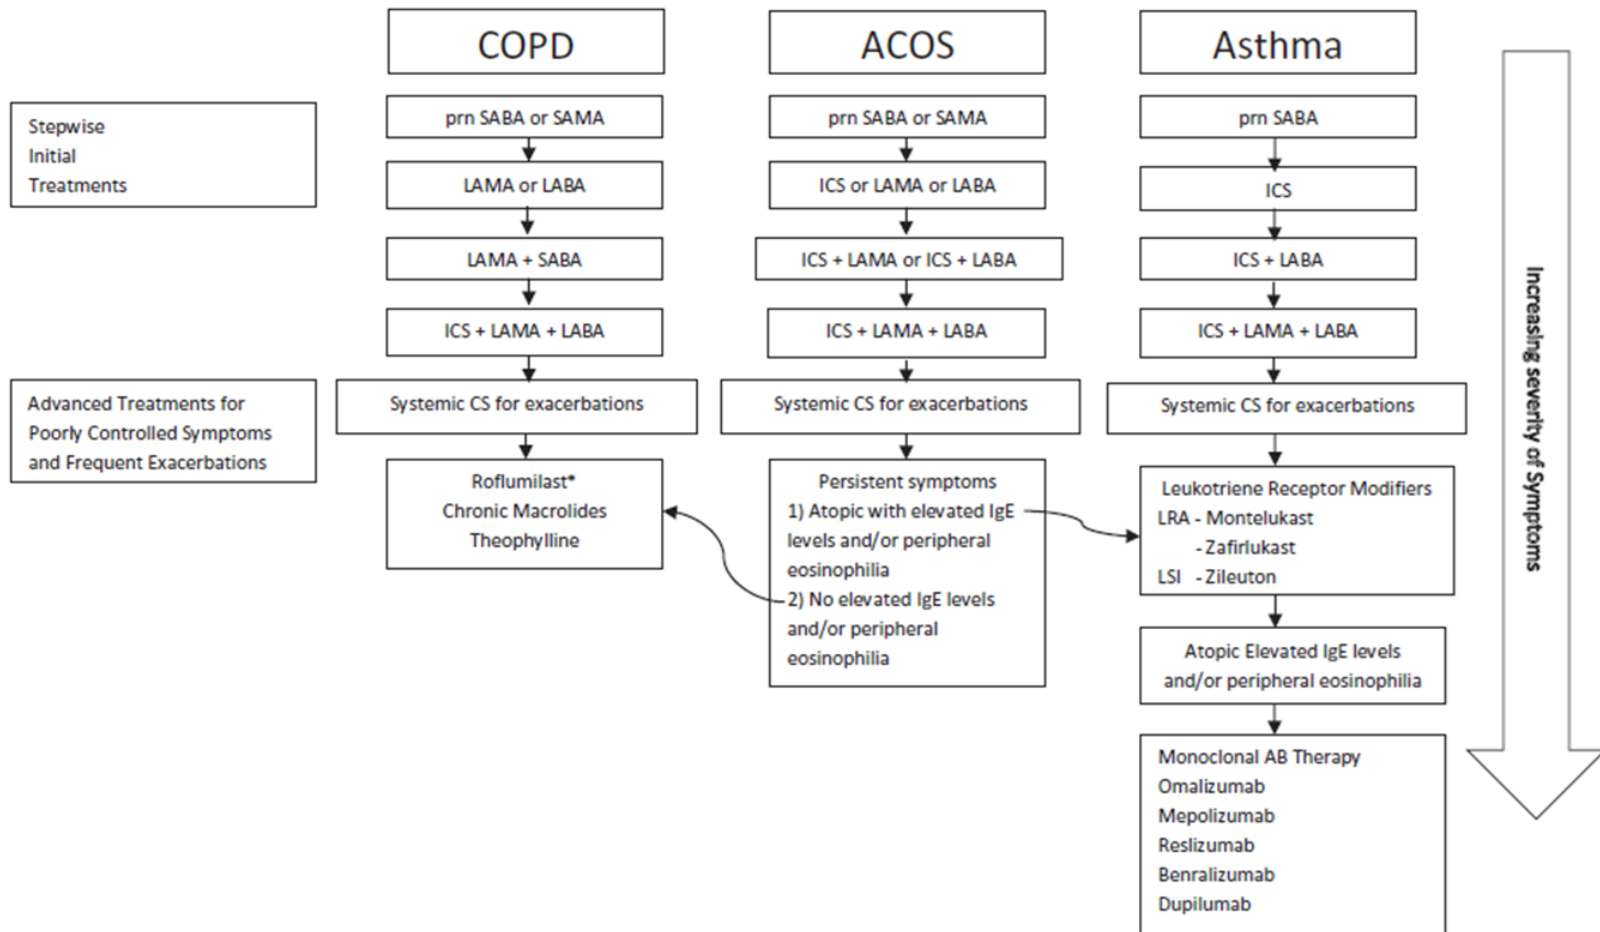 COPD
ACOS
Asthma
Stepwise
Initial
Treatments
prn SABA or SAMA
LAMA or LABA
LAMA + SABA
ICS + LAMA + LABA
prn SABA or SAMA
ICS or LAMA or LABA
ICS + LAMA or ICS + LABA
ICS + LAMA + LABA
prn SABA
ICS
ICS + LABA
ICS + LAMA + LABA
Advanced Treatments for
Poorly Controlled Symptoms
and Frequent Exacerbations
Systemic CS for exacerbations
Roflumilast*
Chronic Macrolides
Theophylline
Systemic CS for exacerbations
Persistent symptoms
1) Atopic with elevated IgE
levels and/or peripheral
eosinophilia
2) No elevated IgE levels
and/or peripheral
eosinophilia
Systemic CS for exacerbations
Leukotriene Receptor Modifiers
LRA - Montelukast
- Zafirlukast
LSI - Zileuton
Atopic Elevated IgE levels
and/or peripheral eosinophilia
Monoclonal AB Therapy
Omalizumab
Mepolizumab
Reslizumab
Benralizumab
Dupilumab
Increasing severity of Symptoms